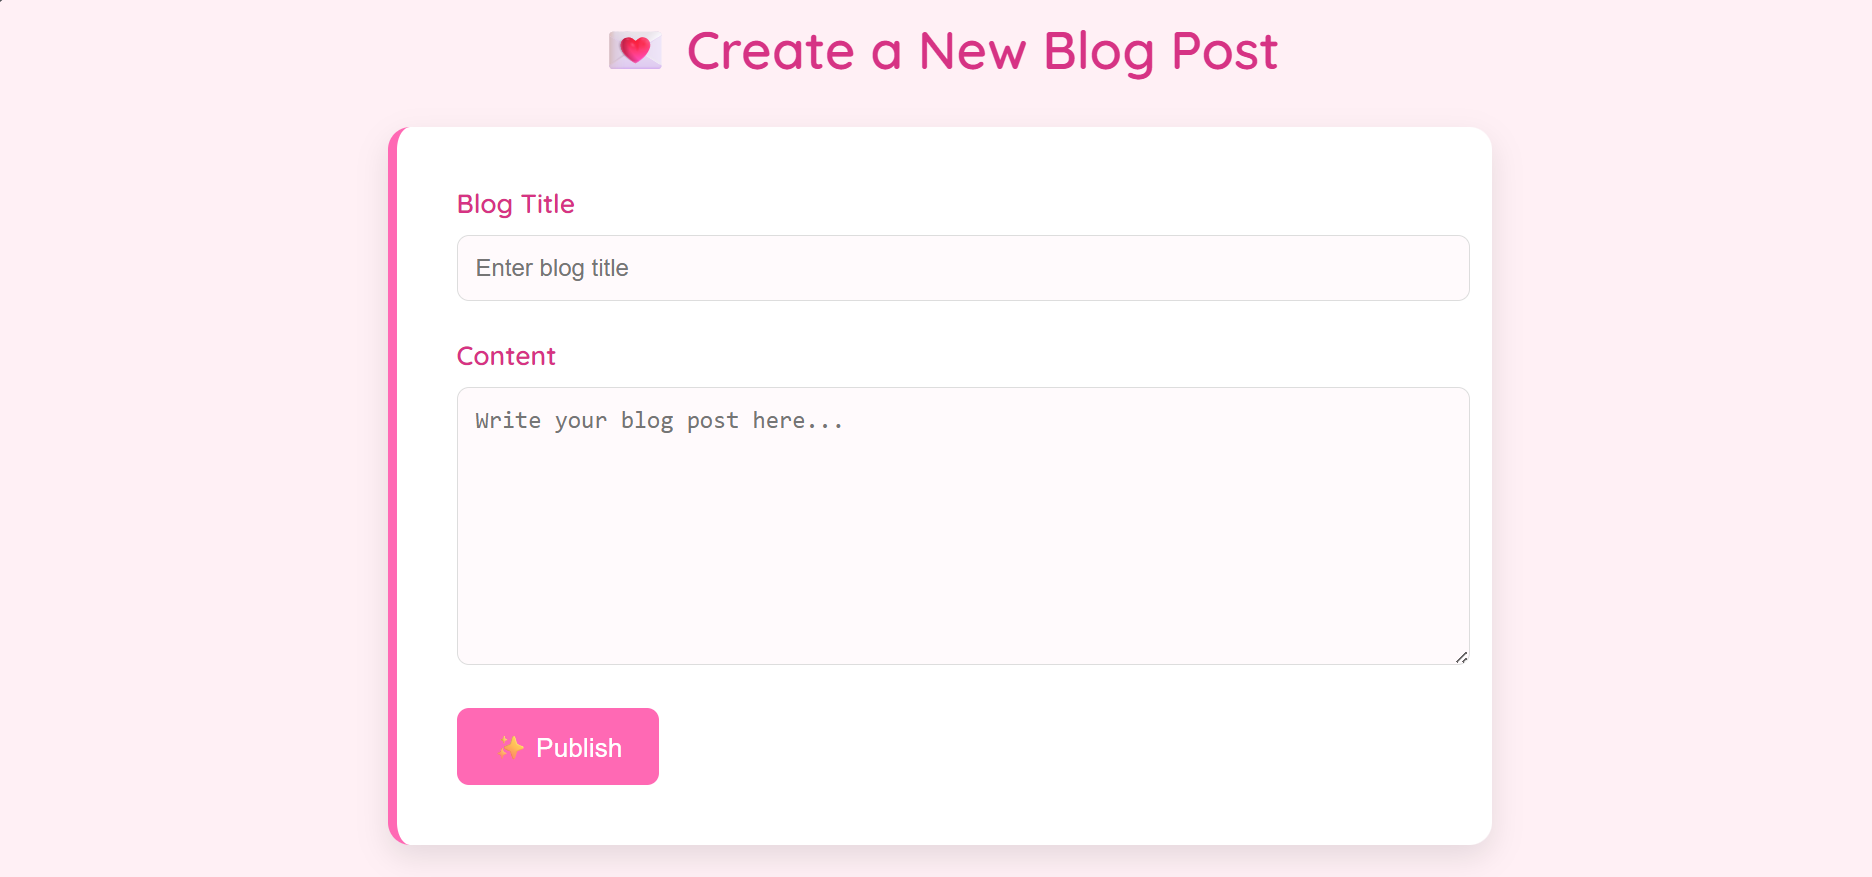 💌 Create a New Blog Post
Blog Title
Enter blog title
Content
Write your blog post here...
✨ Publish